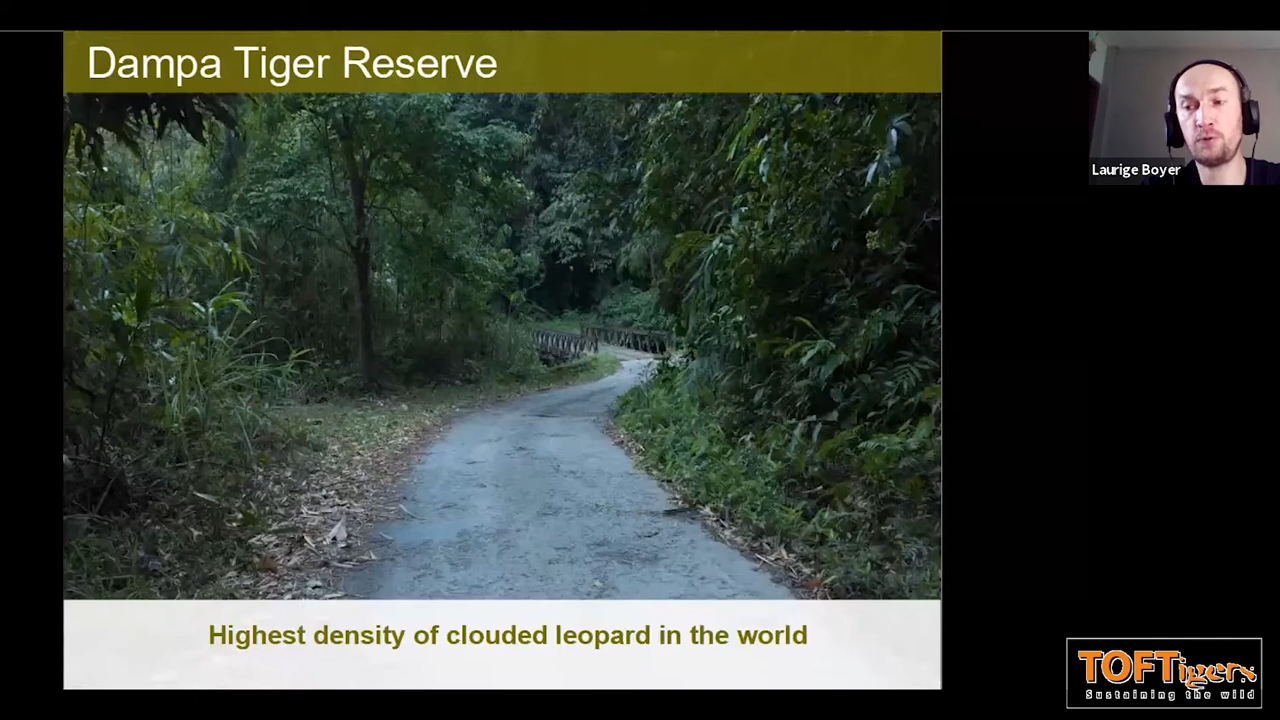 Dampa Tiger Reserve
Laurige Boyer
Highest density of clouded leopard in the world
TOFTigers
Sustaining the wild